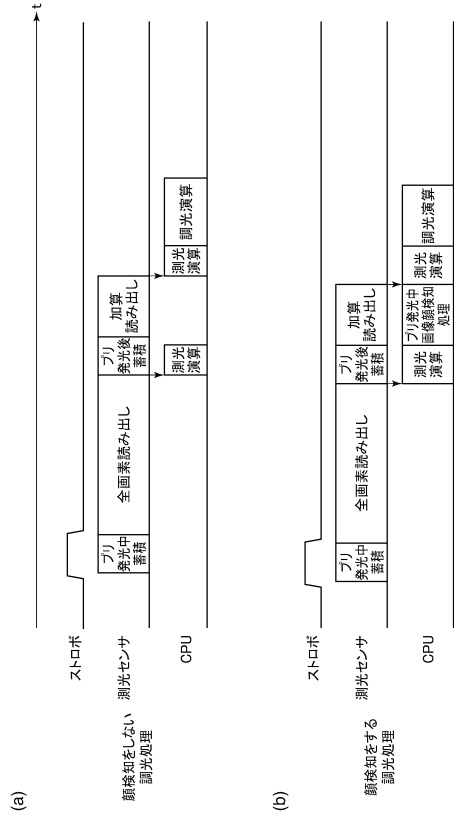 t
(a)
ストロボ
測光センサ
プリ
発光中
蓄積
全画素読み出し
プリ
発光後
蓄積
加算
読み出し
CPU
測光
演算
測光
演算
調光演算
顔検知をしない
調光処理
(b)
ストロボ
測光センサ
プリ
発光中
蓄積
全画素読み出し
プリ
発光後
蓄積
加算
読み出し
CPU
測光
演算
プリ発光中
画像顔検知
処理
測光
演算
調光演算
顔検知をする
調光処理